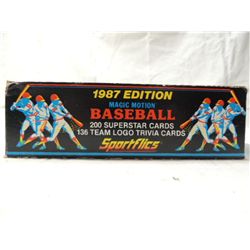 1987 EDITION
MAGIC MOTION
BASEBALL
200 SUPERSTAR CARDS
136 TEAM LOGO TRIVIA CARDS
Sportflics